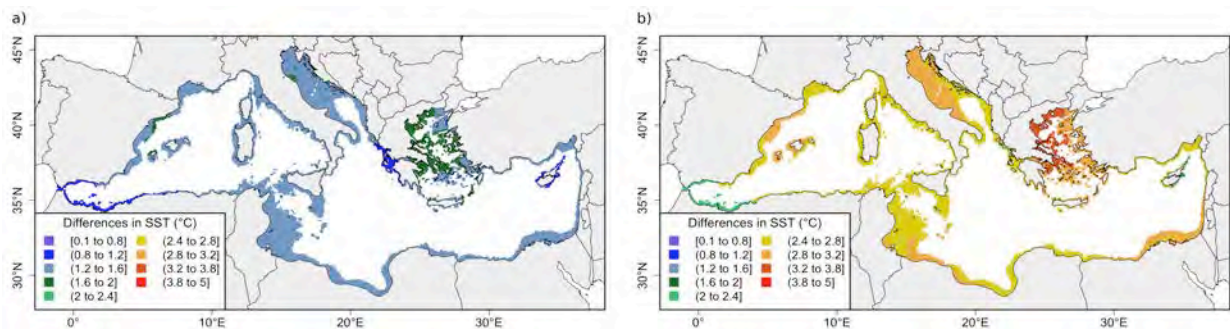 a)
45°N
40°N
35°N
30°N
Differences in SST (°C)
[0.1 to 0.8]
(0.8 to 1.2]
(1.2 to 1.6]
(1.6 to 2]
(2 to 2.4]
(2.4 to 2.8]
(2.8 to 3.2]
(3.2 to 3.8]
(3.8 to 5]
0°
10°E
20°E
30°E
b)
45°N
40°N
35°N
30°N
Differences in SST (°C)
[0.1 to 0.8]
(0.8 to 1.2]
(1.2 to 1.6]
(1.6 to 2]
(2 to 2.4]
(2.4 to 2.8]
(2.8 to 3.2]
(3.2 to 3.8]
(3.8 to 5]
0°
10°E
20°E
30°E